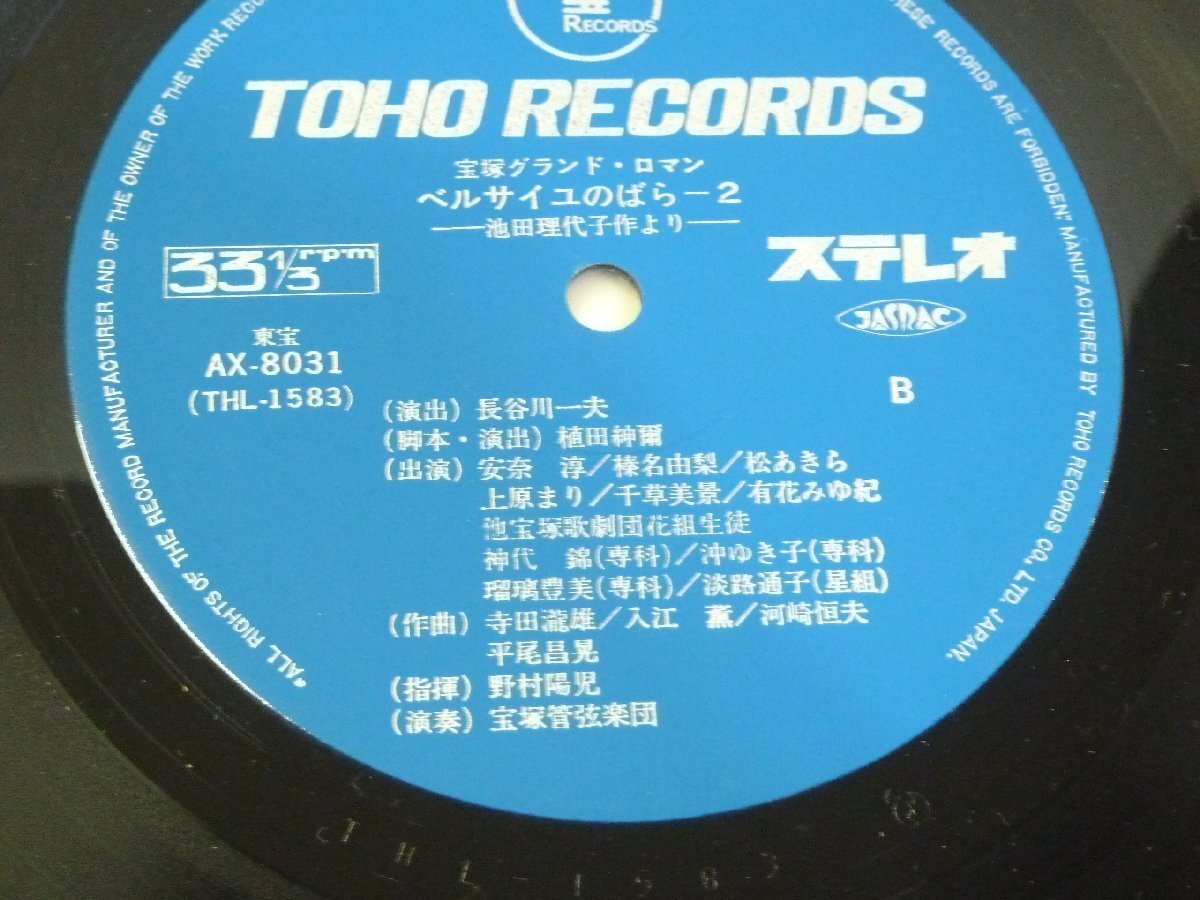 RECORDS
TOHO RECORDS
宝塚グランド・ロマン
ベルサイユのばら－2
──池田理代子作より──
33 1/3 rpm
ステレオ
JASRAC
東宝
AX-8031
(THL-1583)
B
(演出) 長谷川一夫
(脚本・演出) 植田紳爾
(出演) 安奈　淳／榛名由梨／松あきら
上原まり／千草美景／有花みゆ紀
他宝塚歌劇団花組生徒
神代　錦(専科)／沖ゆき子(専科)
瑠璃豊美(専科)／淡路通子(星組)
(作曲) 寺田瀧雄／入江　薫／河崎恒夫
平尾昌晃
(指揮) 野村陽児
(演奏) 宝塚管弦楽団
"ALL RIGHTS OF THE RECORD MANUFACTURER AND OF THE OWNER OF THE WORK RECO
THESE RECORDS ARE FORBIDDEN." MANUFACTURED BY TOHO RECORDS CO., LTD. JAPAN.
THL-1583